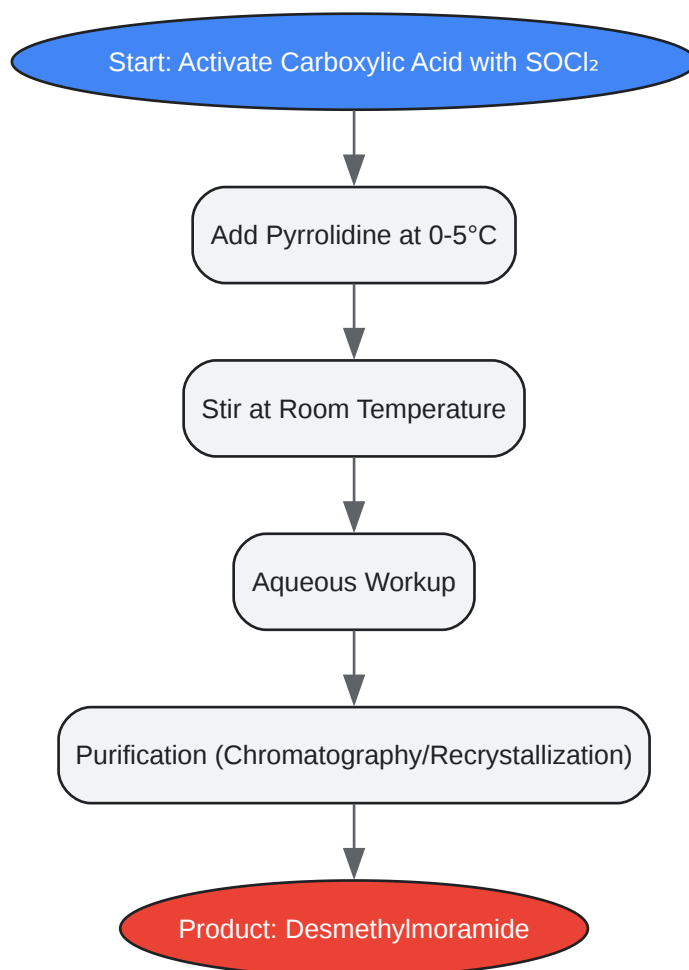 Start: Activate Carboxylic Acid with SOCl₂
Add Pyrrolidine at 0-5°C
Stir at Room Temperature
Aqueous Workup
Purification (Chromatography/Recrystallization)
Product: Desmethylmoramide